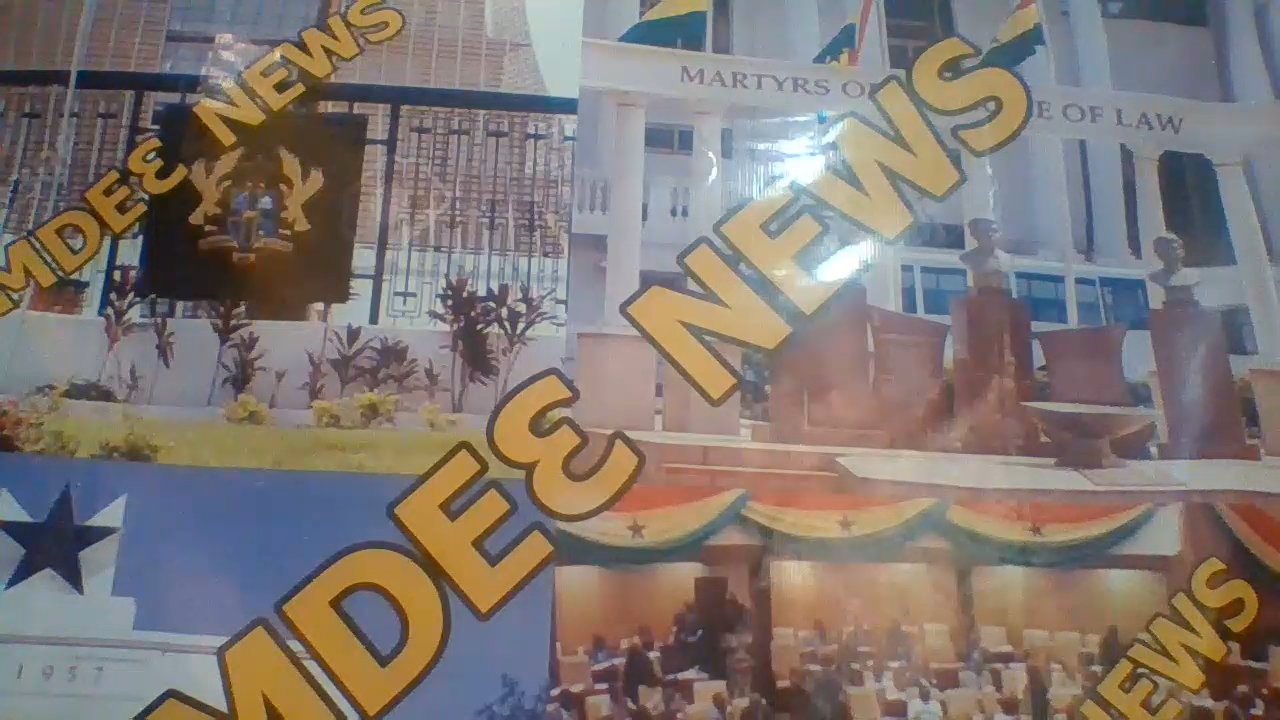 MDEƐ NEWS
MARTYRS O
E OF LAW
MDEƐ NEWS
1957
NEWS